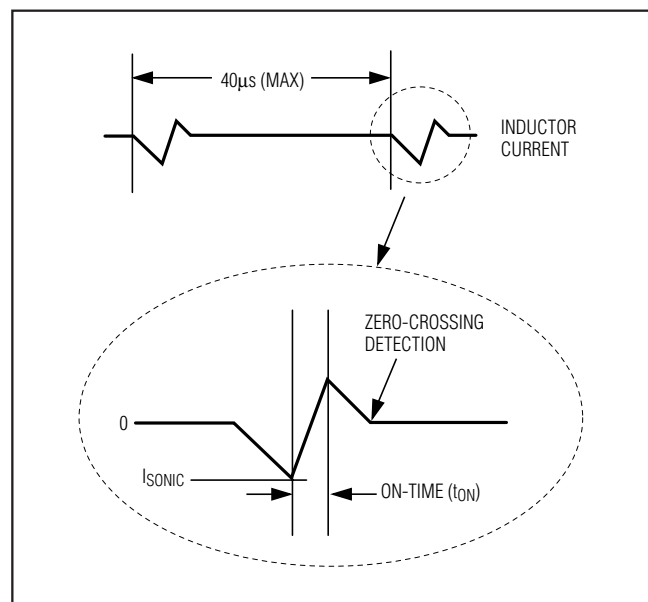 40μs (MAX)
INDUCTOR
CURRENT
ZERO-CROSSING
DETECTION
0
ISONIC
ON-TIME (tON)